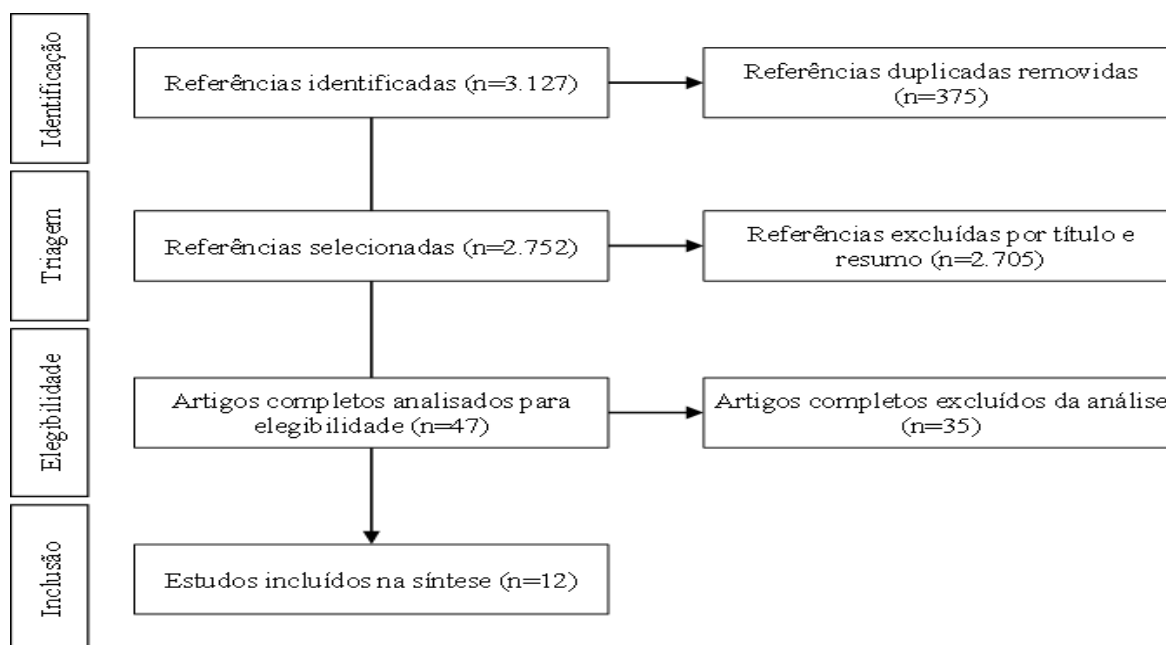 Identificação
Referências identificadas (n=3.127)
Referências duplicadas removidas
(n=375)
Triagem
Referências selecionadas (n=2.752)
Referências excluídas por título e
resumo (n=2.705)
Elegibilidade
Artigos completos analisados para
elegibilidade (n=47)
Artigos completos excluídos da análise
(n=35)
Inclusão
Estudos incluídos na síntese (n=12)